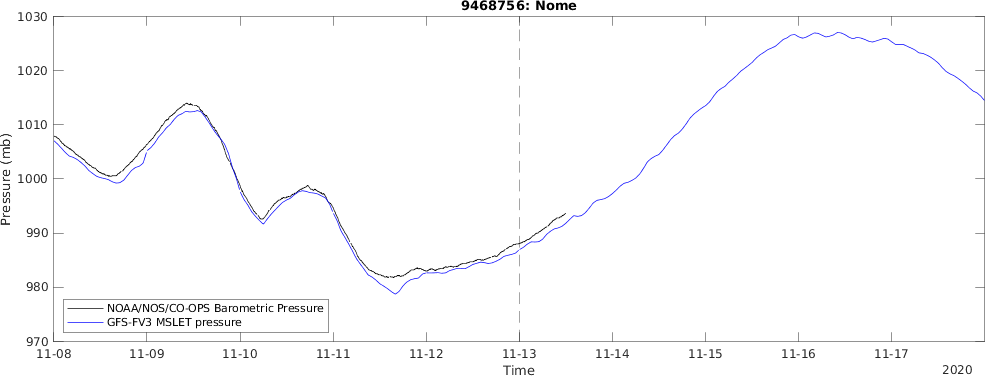 9468756: Nome
Pressure (mb)
1030
1020
1010
1000
990
980
970
NOAA/NOS/CO-OPS Barometric Pressure
GFS-FV3 MSLET pressure
11-08 11-09 11-10 11-11 11-12 11-13 11-14 11-15 11-16 11-17
Time
2020